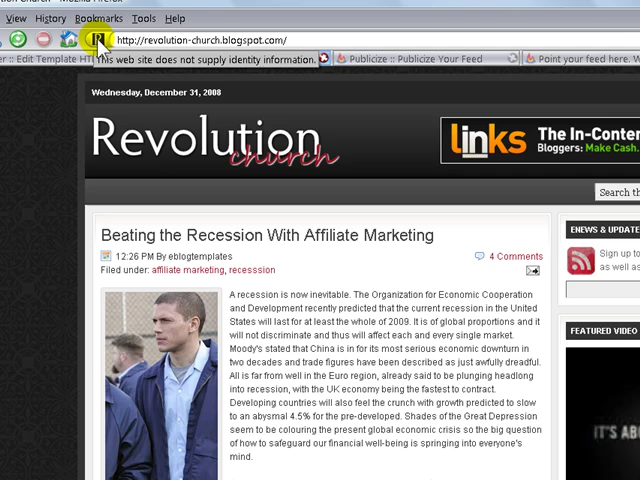 View History Bookmarks Tools Help
http://revolution-church.blogspot.com/
:: Edit Template
This web site does not supply identity information.
Publicize :: Publicize Your Feed
Point your feed here. W
Wednesday, December 31, 2008
Revolution
church
links
The In-Conten
Bloggers: Make Cash.
Search th
Beating the Recession With Affiliate Marketing
12:26 PM By eblogtemplates
4 Comments
Filed under: affiliate marketing, recesssion
A recession is now inevitable. The Organization for Economic Cooperation
and Development recently predicted that the current recession in the United
States will last for at least the whole of 2009. It is of global proportions and it
will not discriminate and thus will affect each and every single market.
Moody's stated that China is in for its most serious economic downturn in
two decades and trade figures have been described as just awfully dreadful.
All is far from well in the Euro region, already said to be plunging headlong
into recession, with the UK economy being the fastest to contract.
Developing countries will also feel the crunch with growth predicted to slow
to an abysmal 4.5% for the pre-developed. Shades of the Great Depression
seem to be colouring the present global economic crisis so the big question
of how to safeguard our financial well-being is springing into everyone's
mind.
ENEWS & UPDATE
Sign up to
as well as
FEATURED VIDEO
IT'S ABO